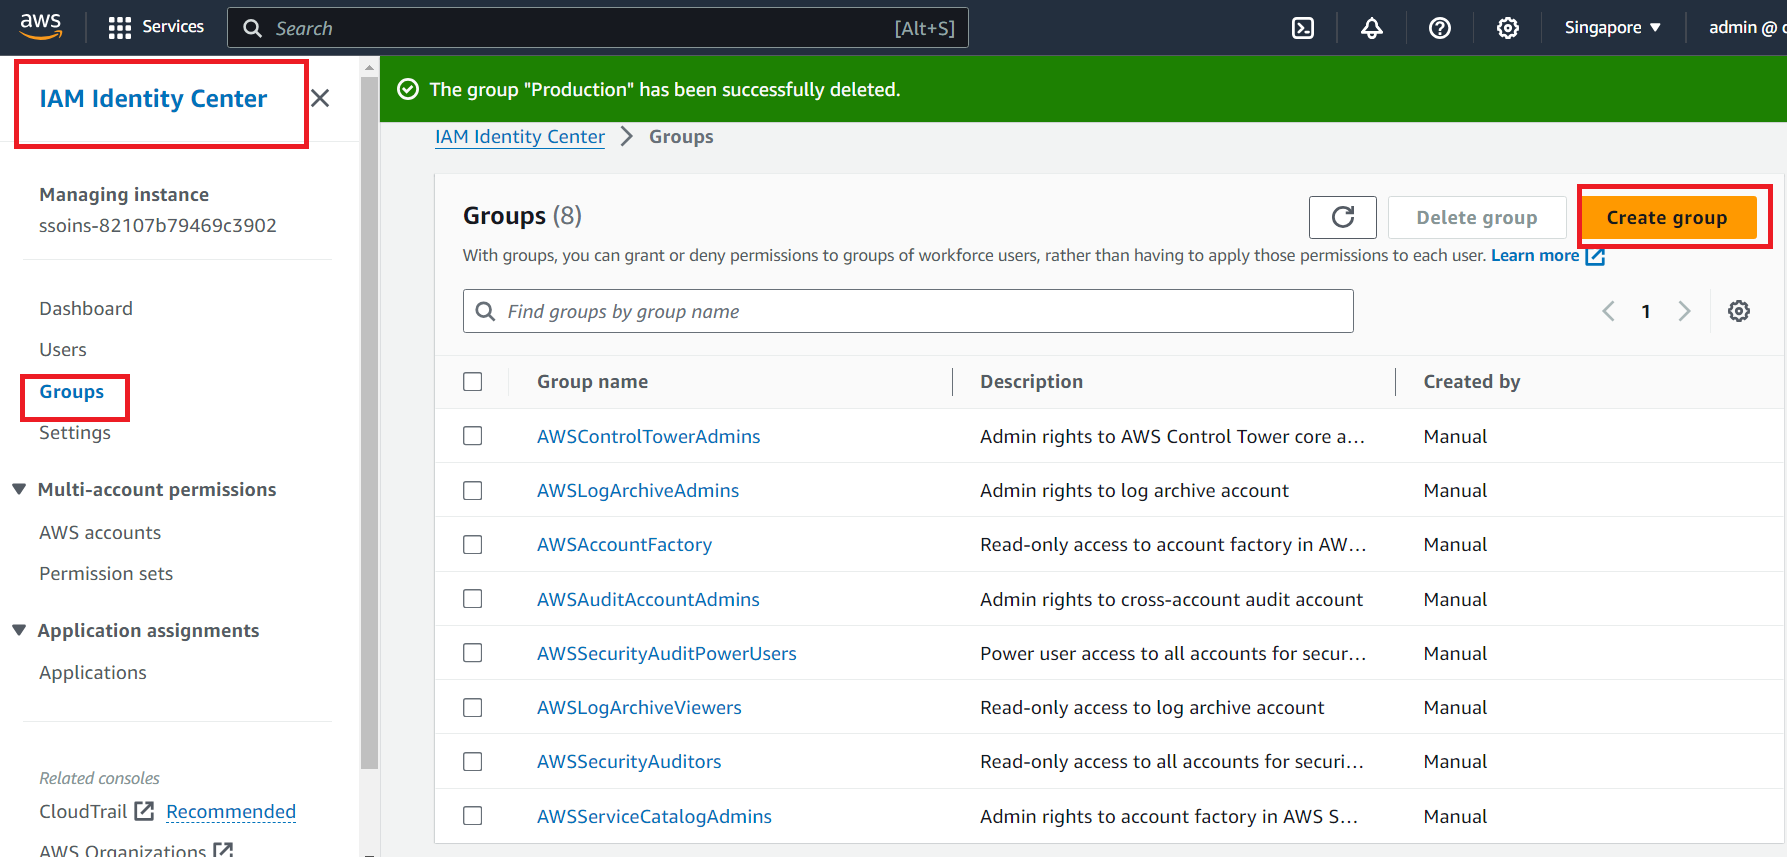 aws Services Search [Alt+S] Singapore ▼ admin @
IAM Identity Center
Managing instance
ssoins-82107b79469c3902
Dashboard
Users
Groups
Settings
Multi-account permissions
AWS accounts
Permission sets
Application assignments
Applications
Related consoles
CloudTrail Recommended
AWS Organizations
The group "Production" has been successfully deleted.
IAM Identity Center > Groups
Groups (8) Delete group Create group
With groups, you can grant or deny permissions to groups of workforce users, rather than having to apply those permissions to each user. Learn more
Find groups by group name 1
Group name Description Created by
AWSControlTowerAdmins Admin rights to AWS Control Tower core a... Manual
AWSLogArchiveAdmins Admin rights to log archive account Manual
AWSAccountFactory Read-only access to account factory in AW... Manual
AWSAuditAccountAdmins Admin rights to cross-account audit account Manual
AWSSecurityAuditPowerUsers Power user access to all accounts for secur... Manual
AWSLogArchiveViewers Read-only access to log archive account Manual
AWSSecurityAuditors Read-only access to all accounts for securi... Manual
AWSServiceCatalogAdmins Admin rights to account factory in AWS S... Manual